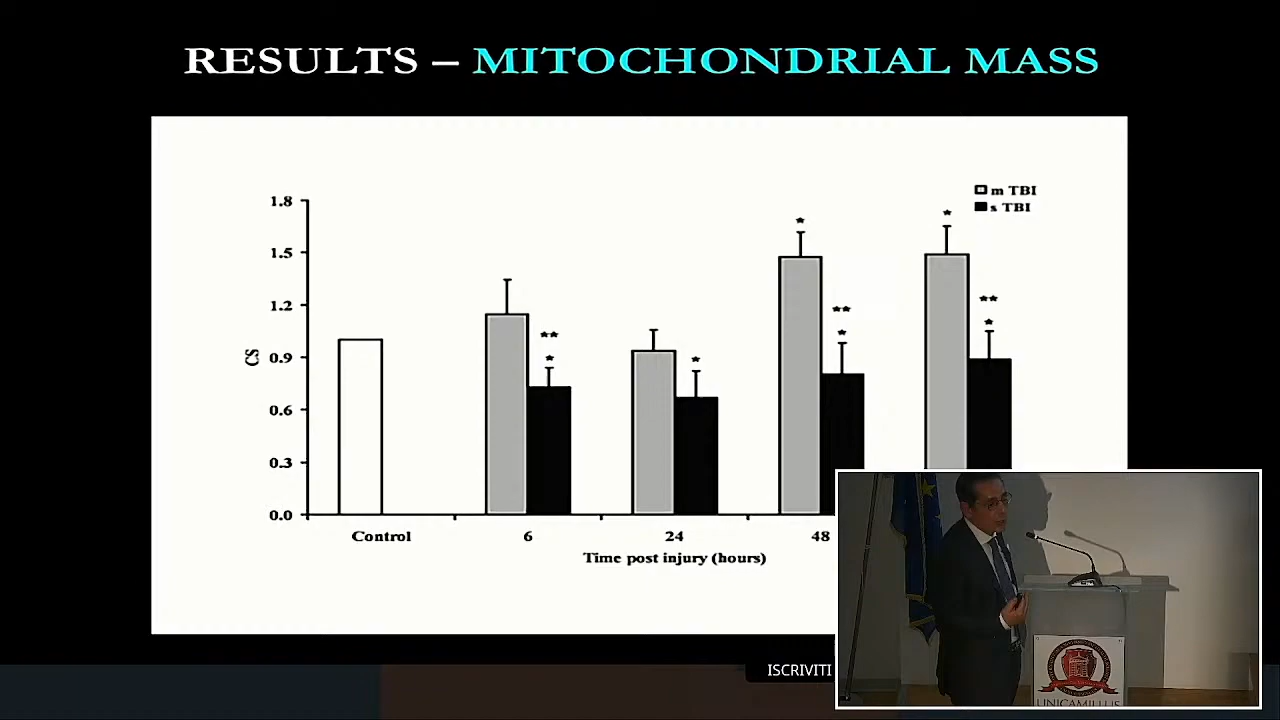 RESULTS – MITOCHONDRIAL MASS
m TBI
s TBI
1.8
1.5
1.2
0.9
0.6
0.3
0.0
CS
*
**
*
*
*
**
*
*
**
*
Control
6
24
48
Time post injury (hours)
ISCRIVITI
UNICAMILLUS